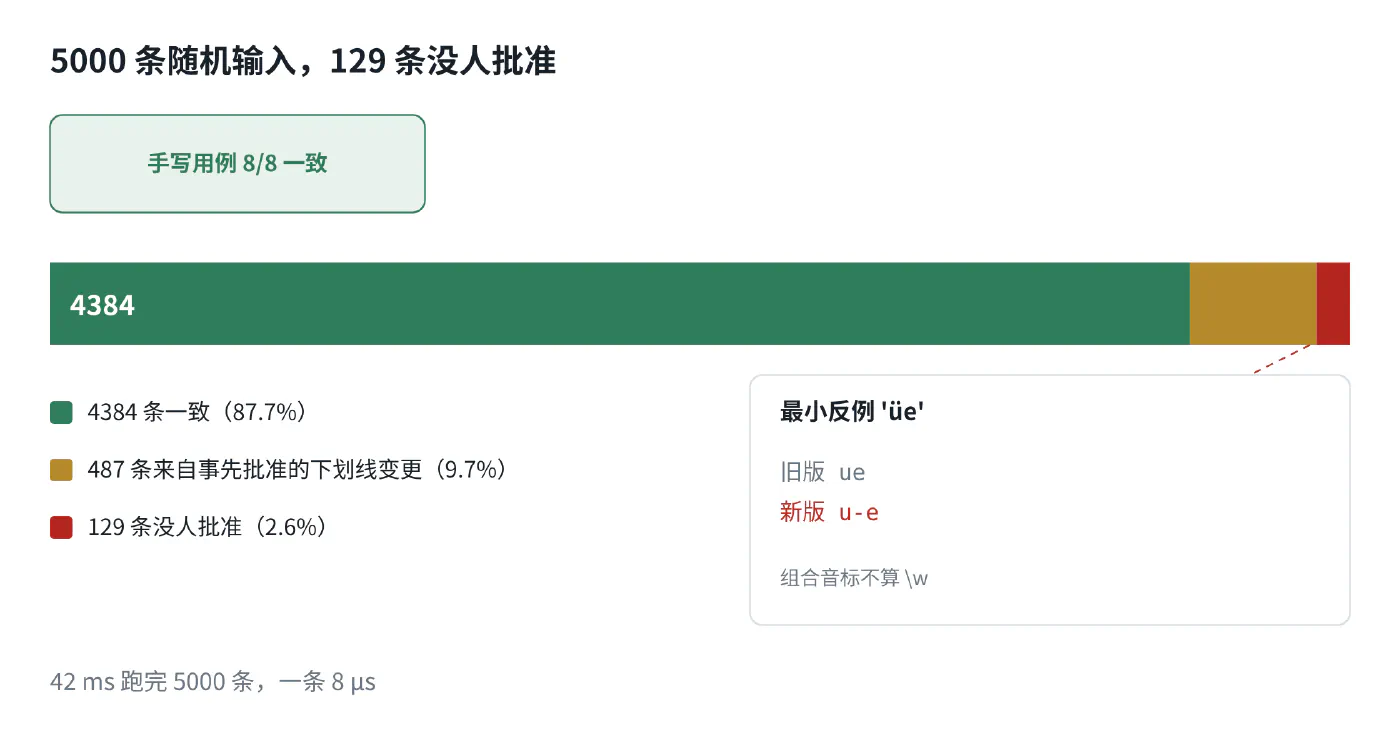 5000 条随机输入，129 条没人批准
手写用例 8/8 一致
4384
4384 条一致（87.7%）
487 条来自事先批准的下划线变更（9.7%）
129 条没人批准（2.6%）
最小反例 'üe'
旧版 ue
新版 u-e
组合音标不算 \w
42 ms 跑完 5000 条，一条 8 µs